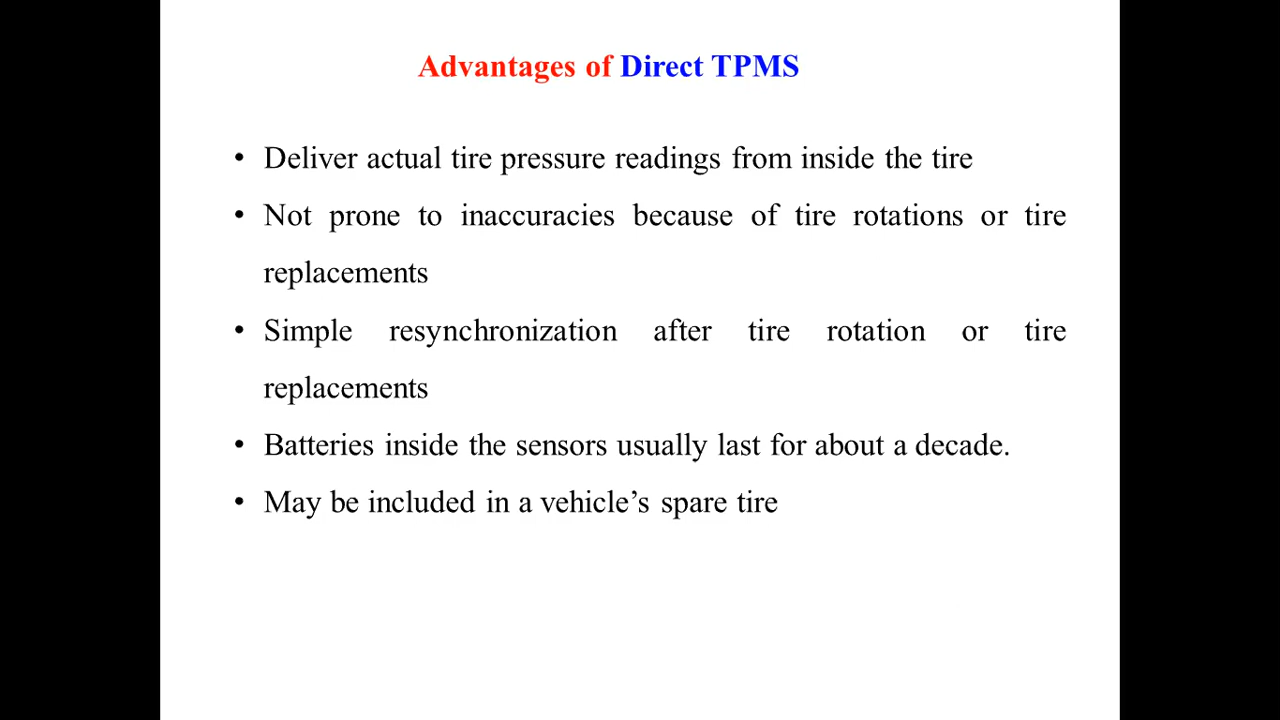 Advantages of Direct TPMS
• Deliver actual tire pressure readings from inside the tire
• Not prone to inaccuracies because of tire rotations or tire
replacements
• Simple resynchronization after tire rotation or tire
replacements
• Batteries inside the sensors usually last for about a decade.
• May be included in a vehicle’s spare tire